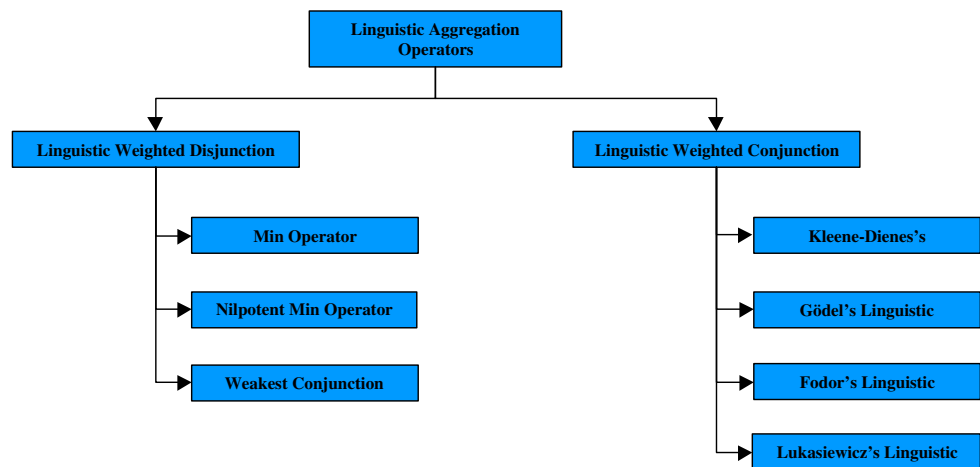 Linguistic Aggregation
Operators
Linguistic Weighted Disjunction
Linguistic Weighted Conjunction
Min Operator
Nilpotent Min Operator
Weakest Conjunction
Kleene-Dienes's
Gödel's Linguistic
Fodor's Linguistic
Lukasiewicz's Linguistic